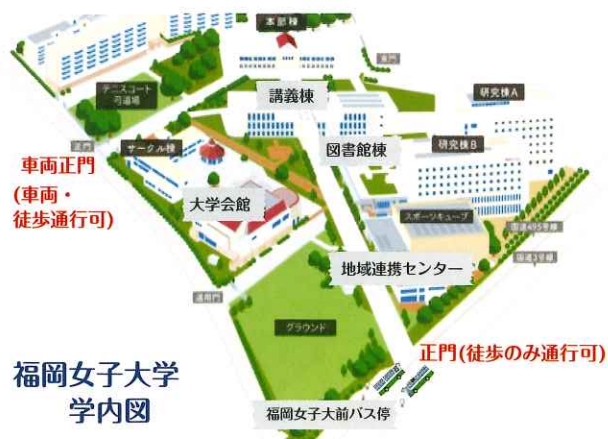 本部棟
テニスコート
弓道場
東門
講義棟
研究棟A
正門
サークル棟
図書館棟
研究棟B
車両正門
(車両・
徒歩通行可)
大学会館
スポーツキューブ
国道495号線
国道3号線
地域連携センター
通用門
グラウンド
正門(徒歩のみ通行可)
福岡女子大学
学内図
福岡女子大前バス停